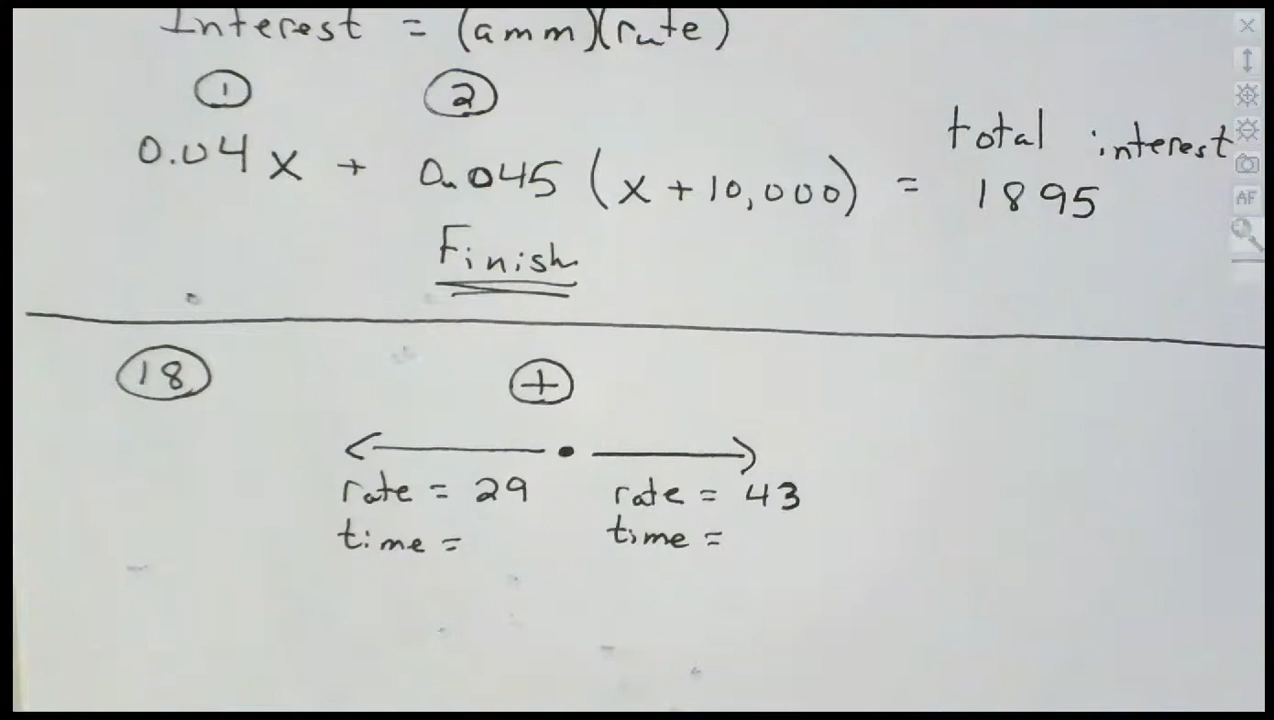 Interest = (amm)(rate)
① ②
0.04x + 0.045 (x + 10,000) = 1895
total interest
Finish
⑱ ⊕
rate = 29 rate = 43
time = time =
AF